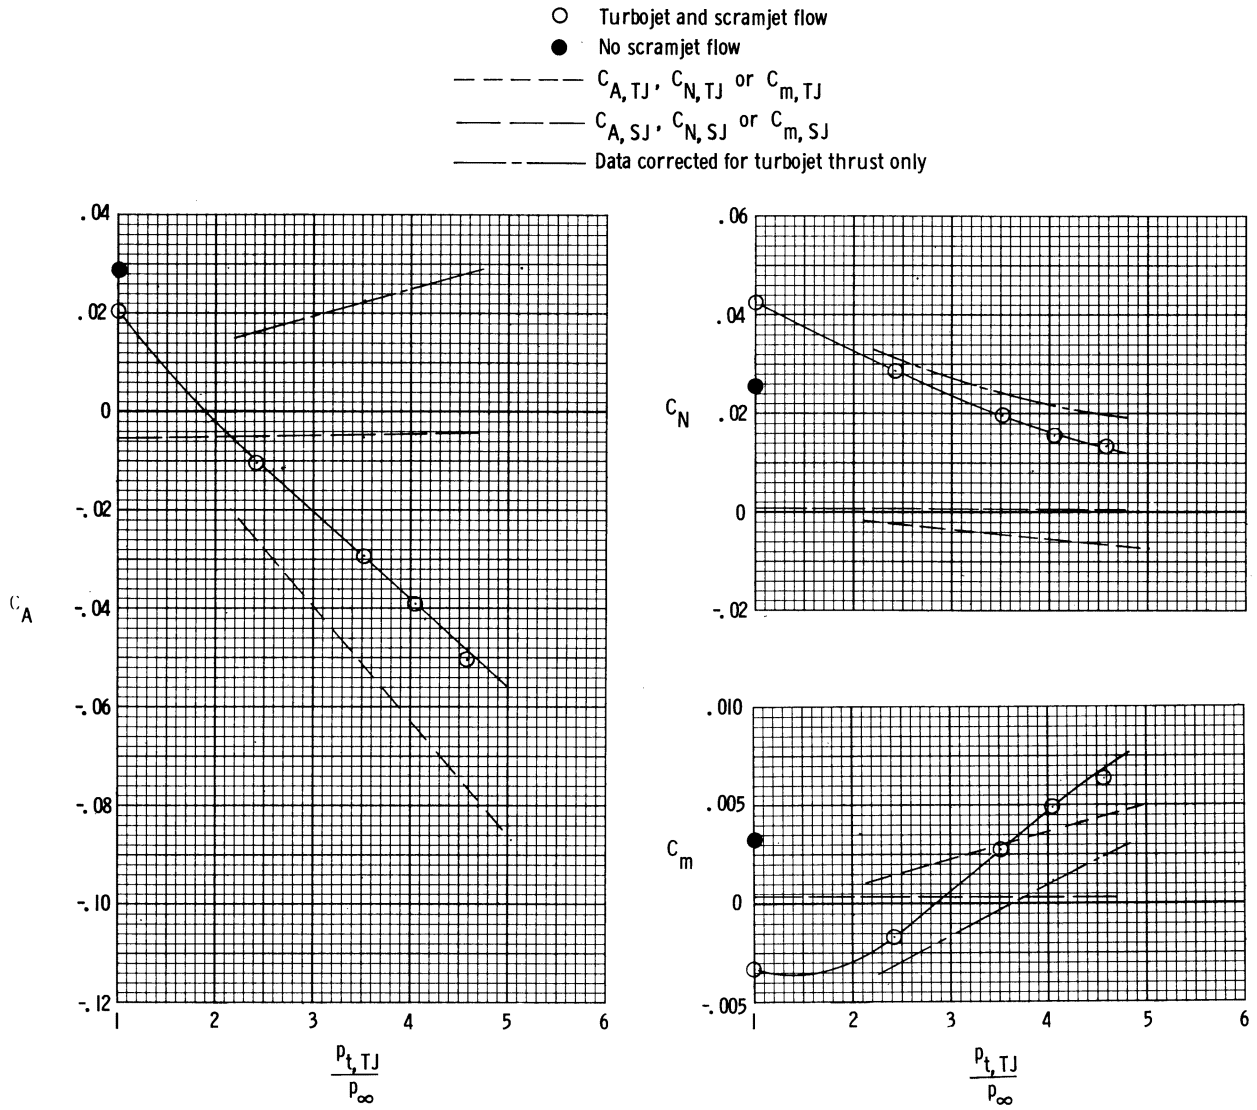 Turbojet and scramjet flow
No scramjet flow
C_A,TJ, C_N,TJ or C_m,TJ
C_A,SJ, C_N,SJ or C_m,SJ
Data corrected for turbojet thrust only
.04
.02
0
-.02
-.04
-.06
-.08
-.10
-.12
C_A
1 2 3 4 5 6
p_t,TJ
p_∞
.06
.04
.02
0
-.02
C_N
.010
.005
0
-.005
C_m
1 2 3 4 5 6
p_t,TJ
p_∞